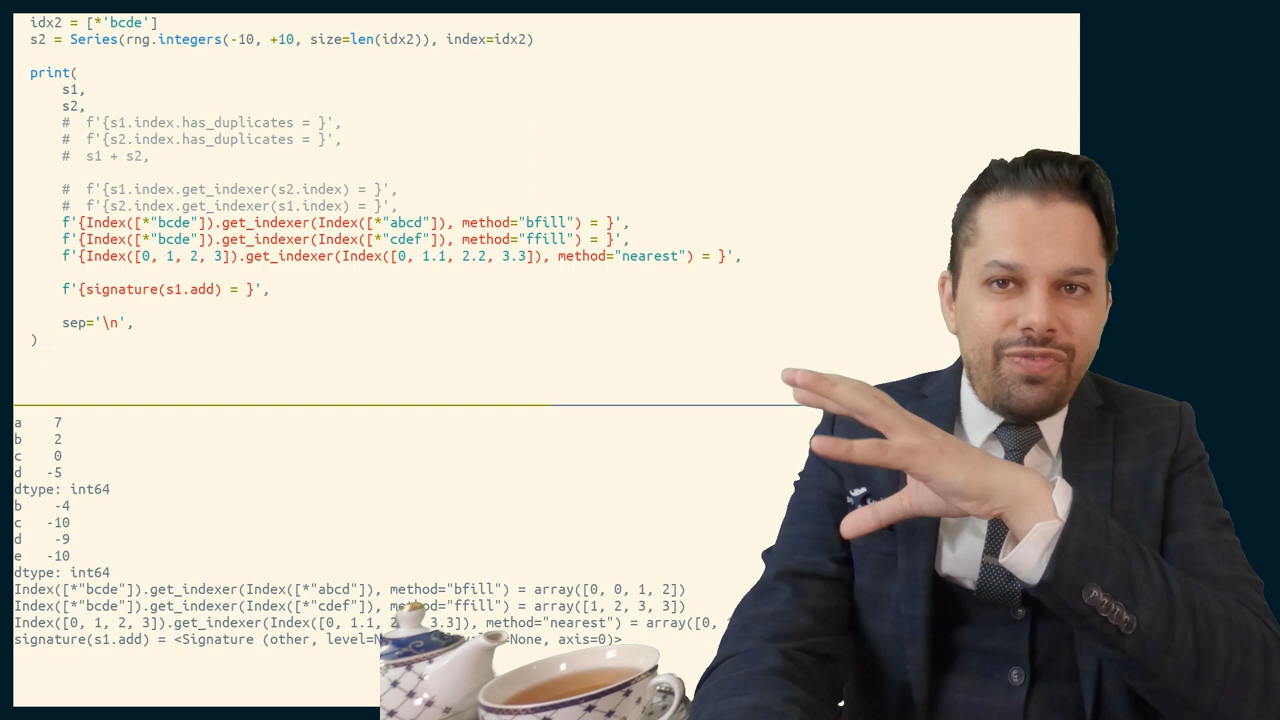 idx2 = [*'bcde']
s2 = Series(rng.integers(-10, +10, size=len(idx2)), index=idx2)
print(
s1,
s2,
# f'{s1.index.has_duplicates = }',
# f'{s2.index.has_duplicates = }',
# s1 + s2,
# f'{s1.index.get_indexer(s2.index) = }',
# f'{s2.index.get_indexer(s1.index) = }',
f'{Index([*"bcde"]).get_indexer(Index([*"abcd"]), method="bfill") = }',
f'{Index([*"bcde"]).get_indexer(Index([*"cdef"]), method="ffill") = }',
f'{Index([0, 1, 2, 3]).get_indexer(Index([0, 1.1, 2.2, 3.3]), method="nearest") = }',
f'{signature(s1.add) = }',
sep='\n',
)
a 7
b 2
c 0
d -5
dtype: int64
b -4
c -10
d -9
e -10
dtype: int64
Index([*"bcde"]).get_indexer(Index([*"abcd"]), method="bfill") = array([0, 0, 1, 2])
Index([*"bcde"]).get_indexer(Index([*"cdef"]), method="ffill") = array([1, 2, 3, 3])
Index([0, 1, 2, 3]).get_indexer(Index([0, 1.1, 3.3]), method="nearest") = array([0,
signature(s1.add) = <Signature (other, =None, axis=0)>